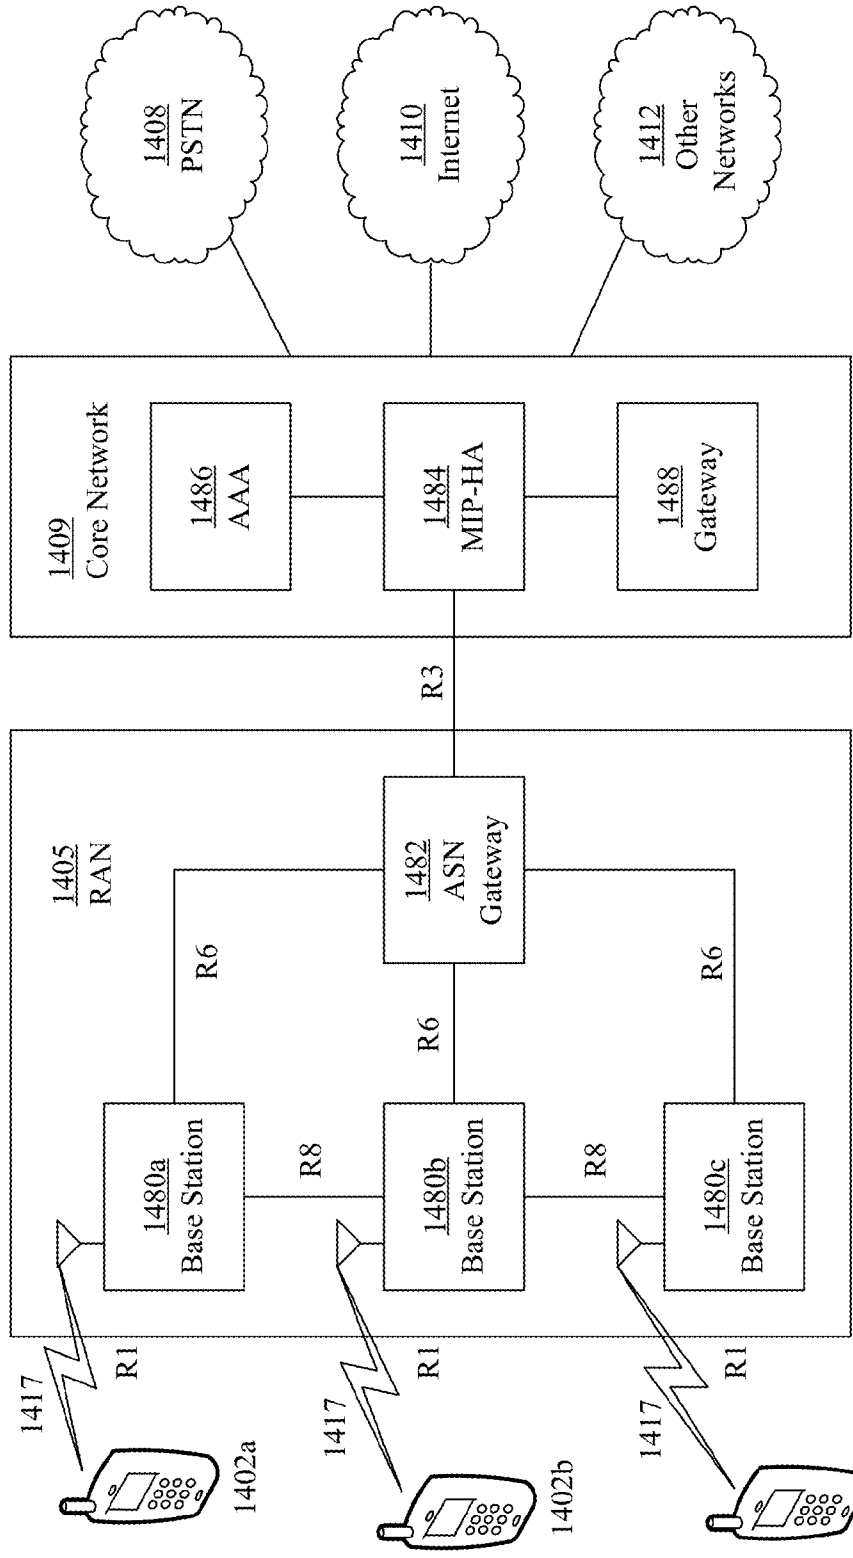 1408
PSTN
1410
Internet
1412
Other
Networks
1409
Core Network
1486
AAA
1484
MIP-HA
1488
Gateway
R3
1405
RAN
1482
ASN
Gateway
R6
R6
R6
1480a
Base Station
R8
1480b
Base Station
R8
1480c
Base Station
1417
R1
1417
R1
1417
R1
1402a
1402b